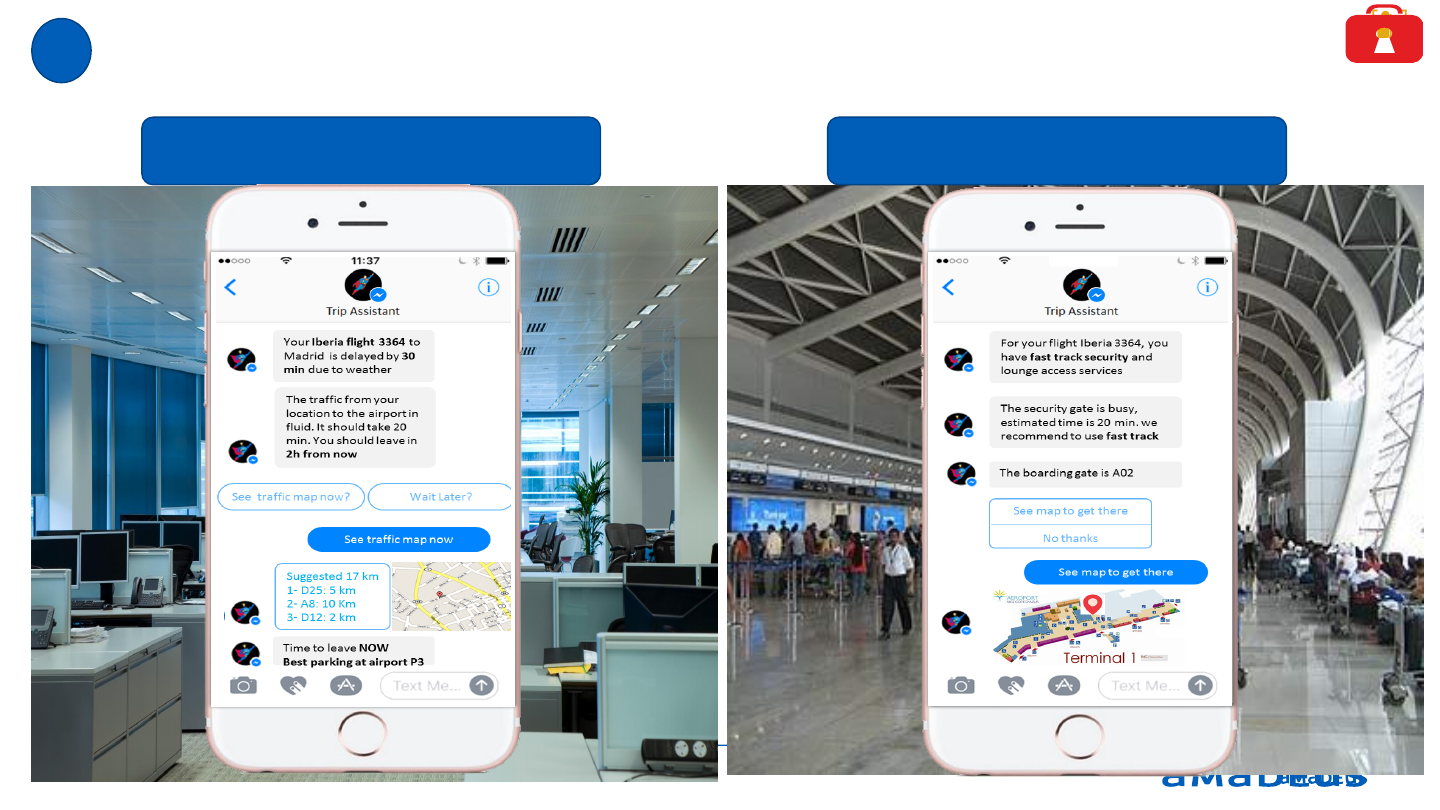 11:37
Trip Assistant
Your Iberia flight 3364 to
Madrid is delayed by 30
min due to weather
The traffic from your
location to the airport in
fluid. It should take 20
min. You should leave in
2h from now
See traffic map now?
Wait Later?
See traffic map now
Suggested 17 km
1- D25: 5 km
2- A8: 10 Km
3- D12: 2 km
Time to leave NOW
Best parking at airport P3
Text Me...
Trip Assistant
For your flight Iberia 3364, you
have fast track security and
lounge access services
The security gate is busy,
estimated time is 20 min. we
recommend to use fast track
The boarding gate is A02
See map to get there
No thanks
See map to get there
AEROPORT
Terminal 1
Text Me...
aMaDEUS